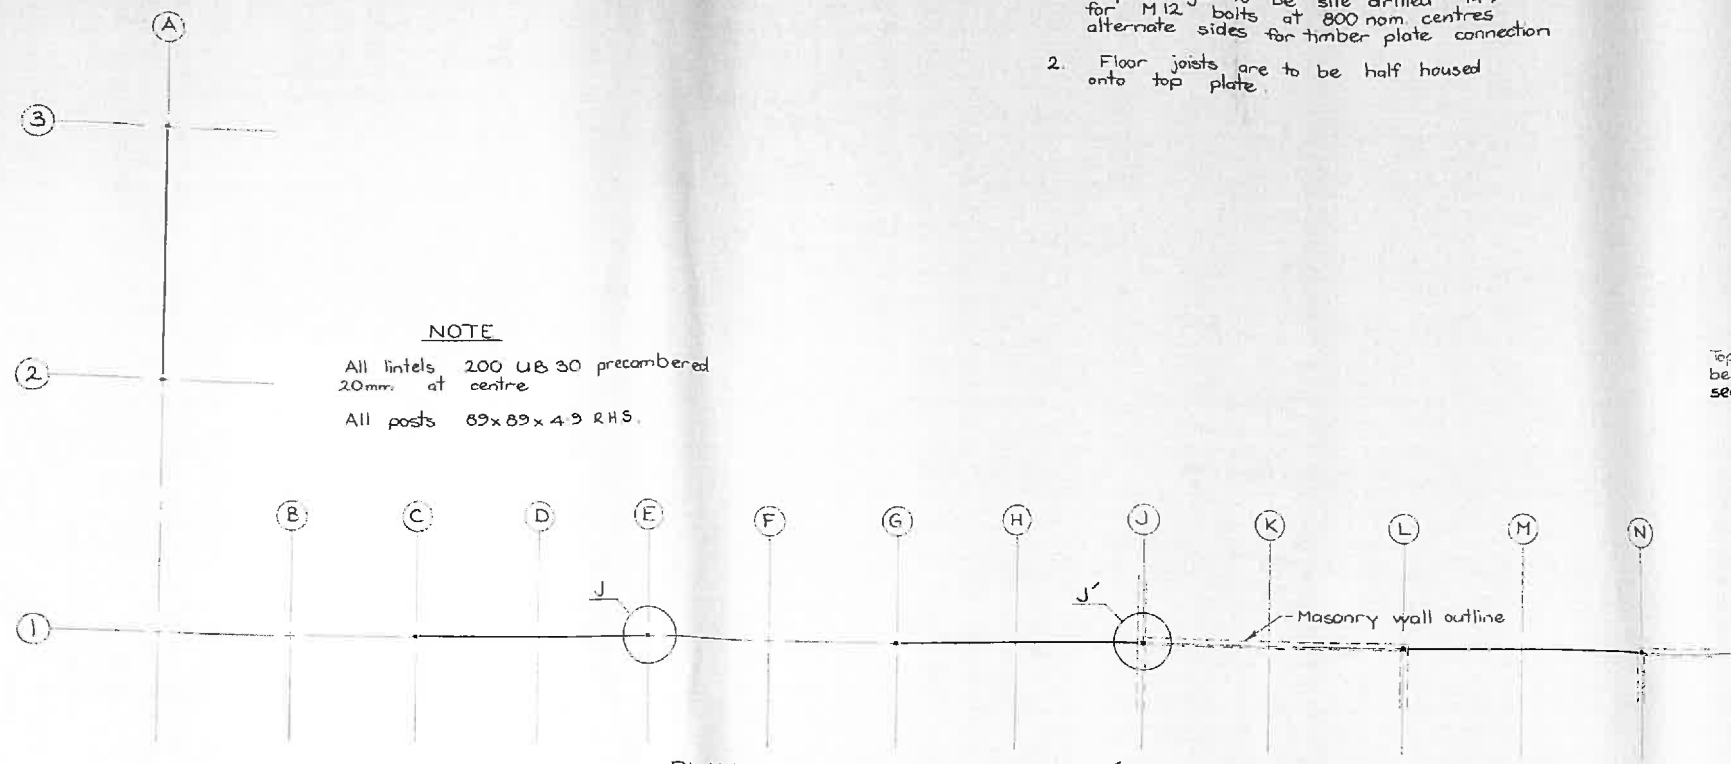 A
for M12 bolts at 800 nom. centres
alternate sides for timber plate connection
2. Floor joists are to be half housed
onto top plate.
3
NOTE
All lintels 200 UB 30 precambered
20mm. at centre
All posts 89x89x4.9 RHS.
2
Top
be
B C D E F G H J K L M N
J
J'
Masonry wall outline
1